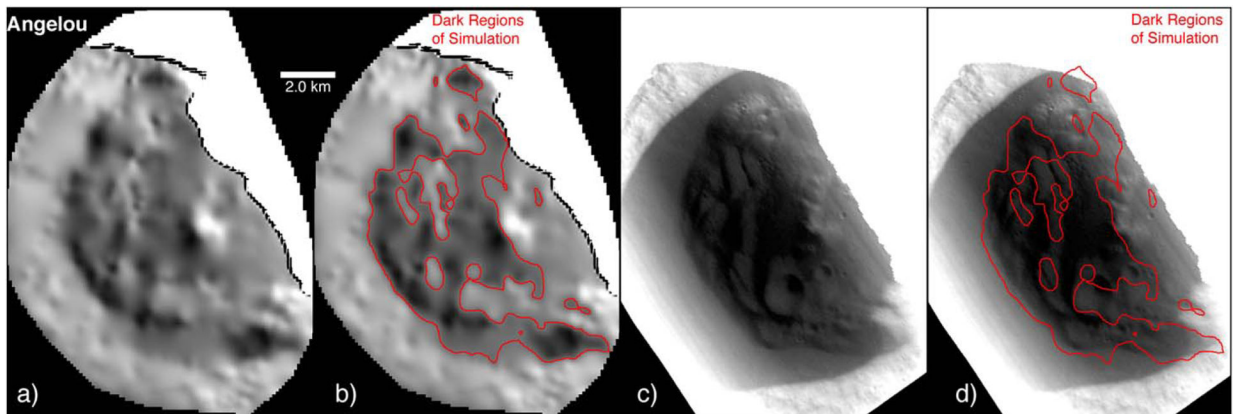 Angelou
2.0 km
a)
Dark Regions
of Simulation
b)
c)
Dark Regions
of Simulation
d)